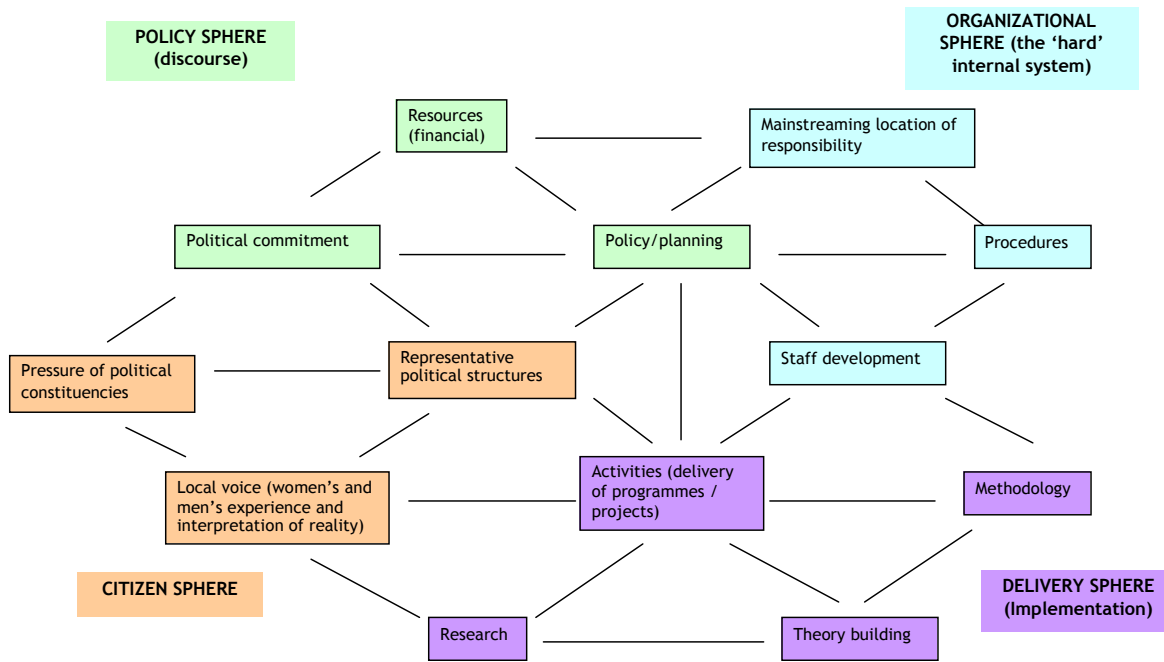 POLICY SPHERE
(discourse)
ORGANIZATIONAL
SPHERE (the ‘hard’
internal system)
Resources
(financial)
Mainstreaming location of
responsibility
Political commitment
Policy/planning
Procedures
Pressure of political
constituencies
Representative
political structures
Staff development
Local voice (women’s and
men’s experience and
interpretation of reality)
Activities (delivery
of programmes /
projects)
Methodology
CITIZEN SPHERE
DELIVERY SPHERE
(Implementation)
Research
Theory building